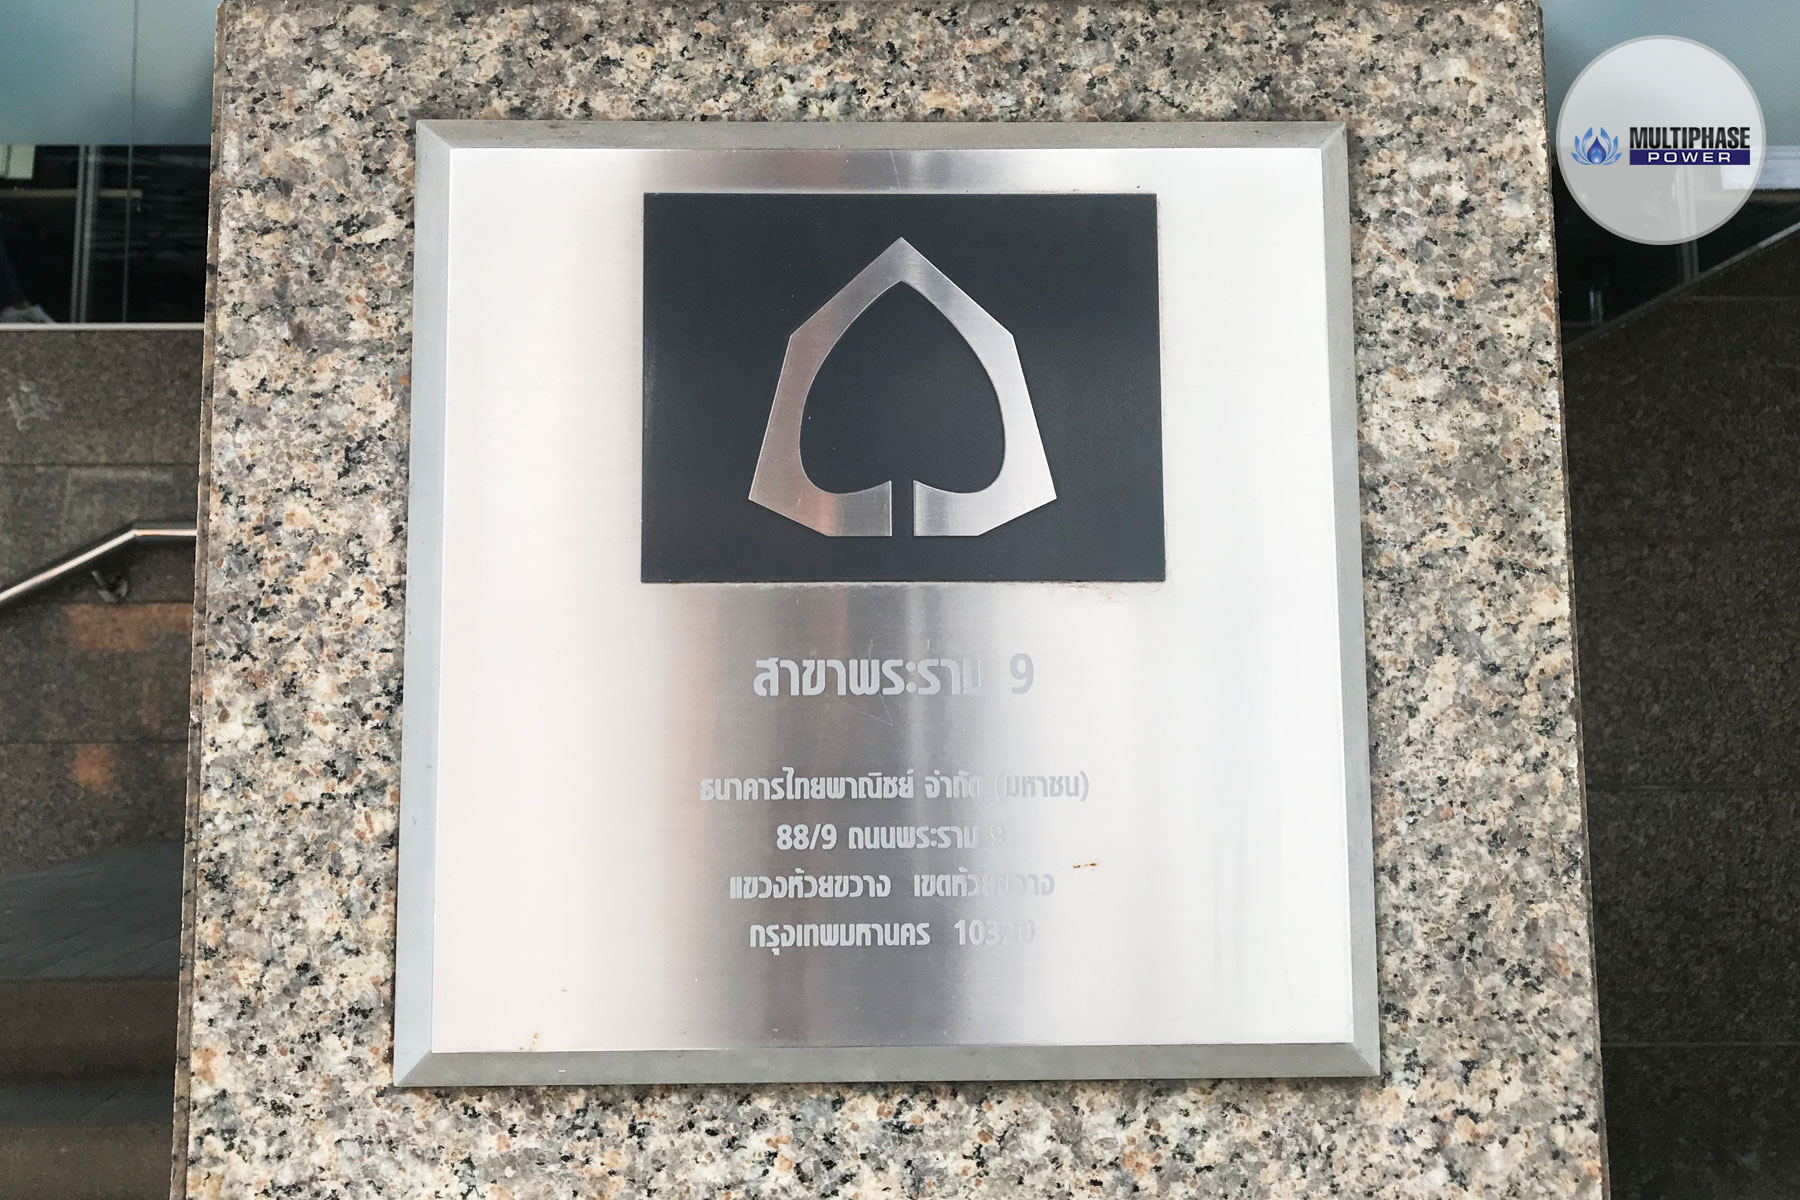 MULTIPHASE
POWER
สาขาพระราม 9
ธนาคารไทยพาณิชย์ จำกัด (มหาชน)
88/9 ถนนพระราม 9
แขวงห้วยขวาง เขตห้วยขวาง
กรุงเทพมหานคร 10320